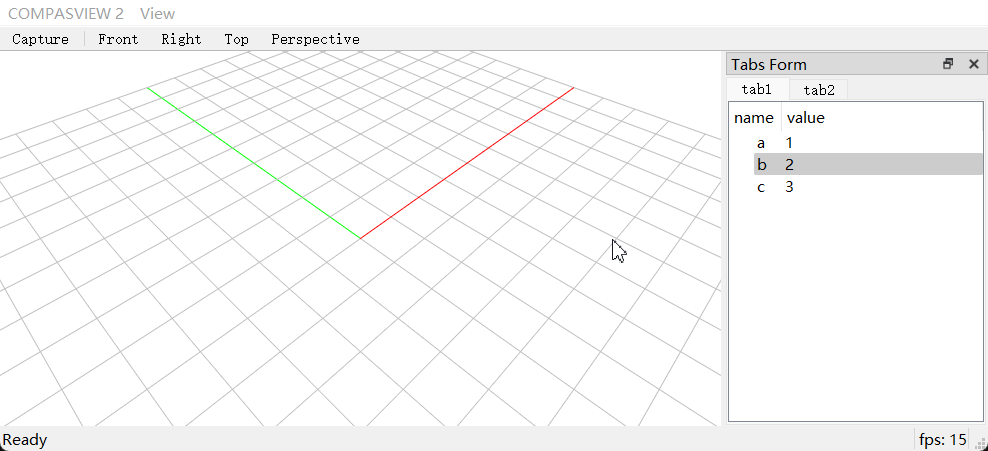 COMPASVIEW 2 View
Capture Front Right Top Perspective
Tabs Form
tab1 tab2
name value
a 1
b 2
c 3
Ready fps: 15